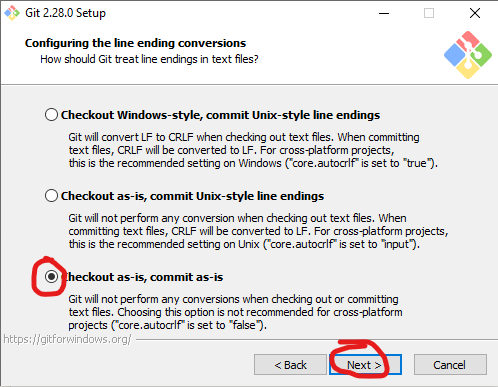 Git 2.28.0 Setup
Configuring the line ending conversions
How should Git treat line endings in text files?
Checkout Windows-style, commit Unix-style line endings
Git will convert LF to CRLF when checking out text files. When committing
text files, CRLF will be converted to LF. For cross-platform projects,
this is the recommended setting on Windows ("core.autocrlf" is set to "true").
Checkout as-is, commit Unix-style line endings
Git will not perform any conversion when checking out text files. When
committing text files, CRLF will be converted to LF. For cross-platform projects,
this is the recommended setting on Unix ("core.autocrlf" is set to "input").
Checkout as-is, commit as-is
Git will not perform any conversions when checking out or committing
text files. Choosing this option is not recommended for cross-platform
projects ("core.autocrlf" is set to "false").
https://gitforwindows.org/
< Back Next > Cancel